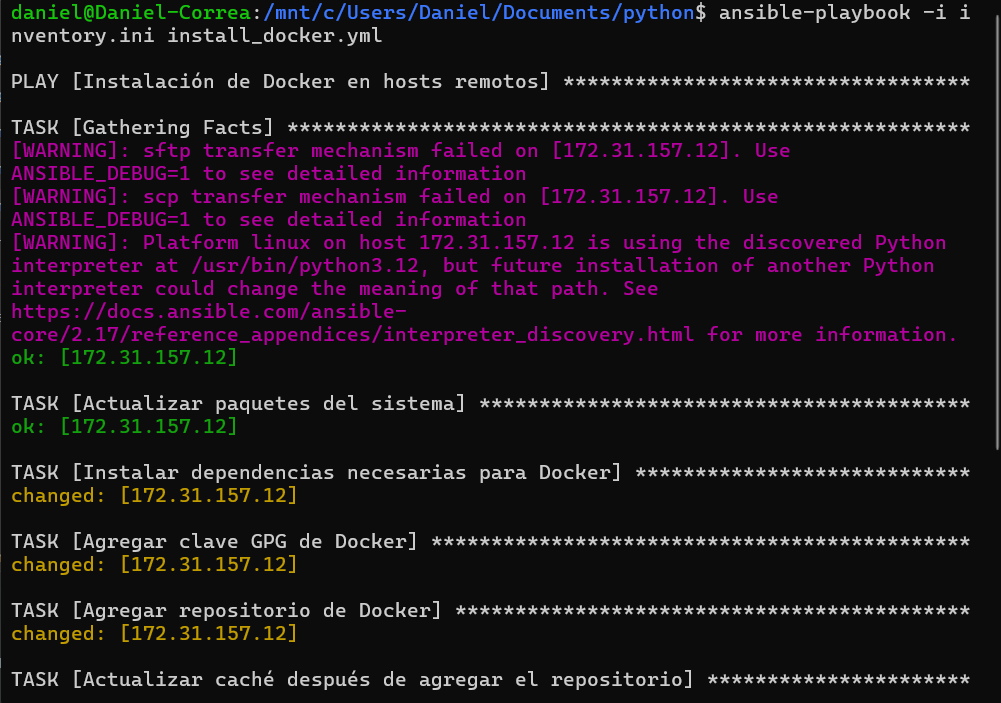 daniel@Daniel-Correa:/mnt/c/Users/Daniel/Documents/python$ ansible-playbook -i i
nventory.ini install_docker.yml
PLAY [Instalación de Docker en hosts remotos] **********************************
TASK [Gathering Facts] *********************************************************
[WARNING]: sftp transfer mechanism failed on [172.31.157.12]. Use
ANSIBLE_DEBUG=1 to see detailed information
[WARNING]: scp transfer mechanism failed on [172.31.157.12]. Use
ANSIBLE_DEBUG=1 to see detailed information
[WARNING]: Platform linux on host 172.31.157.12 is using the discovered Python
interpreter at /usr/bin/python3.12, but future installation of another Python
interpreter could change the meaning of that path. See
https://docs.ansible.com/ansible-
core/2.17/reference_appendices/interpreter_discovery.html for more information.
ok: [172.31.157.12]
TASK [Actualizar paquetes del sistema] *****************************************
ok: [172.31.157.12]
TASK [Instalar dependencias necesarias para Docker] ****************************
changed: [172.31.157.12]
TASK [Agregar clave GPG de Docker] *********************************************
changed: [172.31.157.12]
TASK [Agregar repositorio de Docker] *******************************************
changed: [172.31.157.12]
TASK [Actualizar caché después de agregar el repositorio] **********************